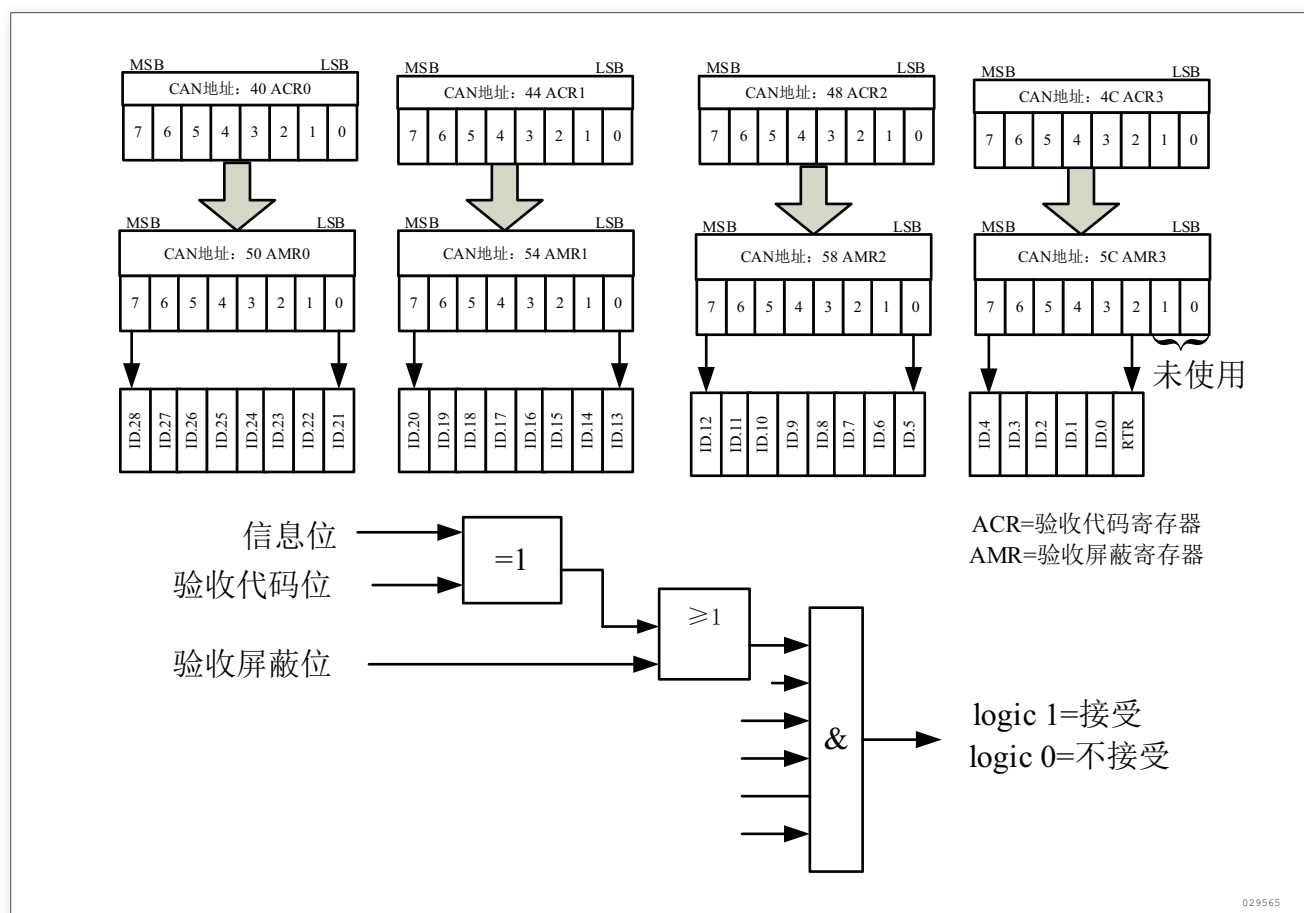 MSB LSB MSB LSB MSB LSB MSB LSB
CAN地址：40 ACR0 CAN地址：44 ACR1 CAN地址：48 ACR2 CAN地址：4C ACR3
7 6 5 4 3 2 1 0 7 6 5 4 3 2 1 0 7 6 5 4 3 2 1 0 7 6 5 4 3 2 1 0
MSB LSB MSB LSB MSB LSB MSB LSB
CAN地址：50 AMR0 CAN地址：54 AMR1 CAN地址：58 AMR2 CAN地址：5C AMR3
7 6 5 4 3 2 1 0 7 6 5 4 3 2 1 0 7 6 5 4 3 2 1 0 7 6 5 4 3 2 1 0
未使用
ID.28 ID.27 ID.26 ID.25 ID.24 ID.23 ID.22 ID.21 ID.20 ID.19 ID.18 ID.17 ID.16 ID.15 ID.14 ID.13 ID.12 ID.11 ID.10 ID.9 ID.8 ID.7 ID.6 ID.5 ID.4 ID.3 ID.2 ID.1 ID.0 RTR
ACR=验收代码寄存器
AMR=验收屏蔽寄存器
信息位
=1
验收代码位
≥1
验收屏蔽位
&
logic 1=接受
logic 0=不接受
029565